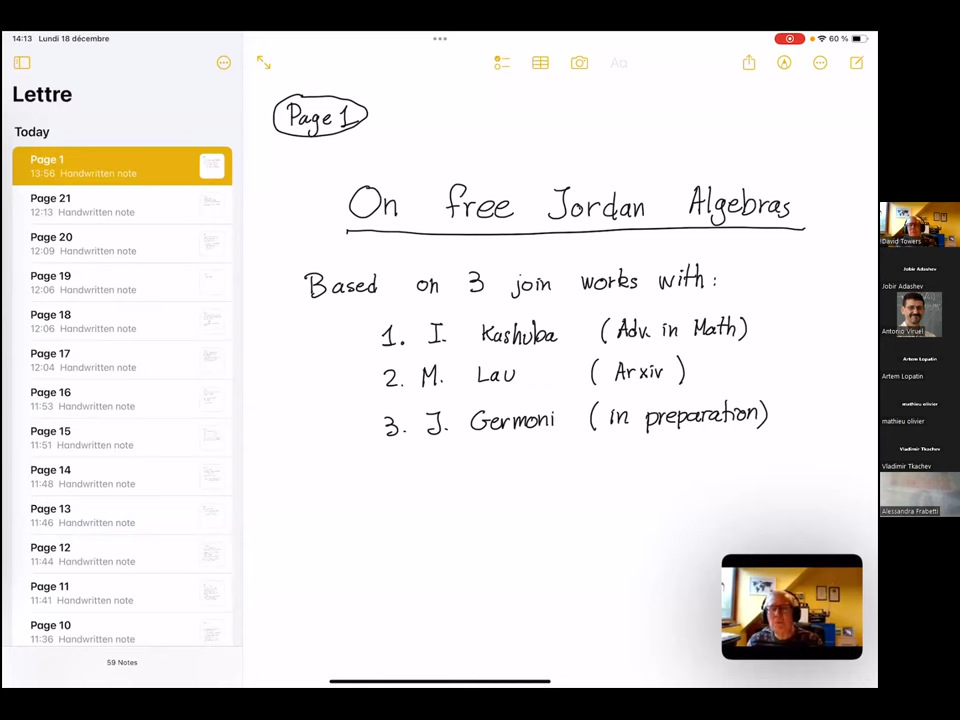 14:13 Lundi 18 décembre
60 %
Lettre
Today
Page 1
13:56 Handwritten note
Page 21
12:13 Handwritten note
Page 20
12:09 Handwritten note
Page 19
12:06 Handwritten note
Page 18
12:06 Handwritten note
Page 17
12:04 Handwritten note
Page 16
11:53 Handwritten note
Page 15
11:51 Handwritten note
Page 14
11:48 Handwritten note
Page 13
11:46 Handwritten note
Page 12
11:44 Handwritten note
Page 11
11:41 Handwritten note
Page 10
11:36 Handwritten note
59 Notes
Aa
Page 1
On free Jordan Algebras
Based on 3 join works with:
1. I. Kashuba (Adv. in Math)
2. M. Lau (Arxiv)
3. J. Germoni (in preparation)
David Towers
Jobir Adashev
Jobir Adashev
Antonio Viruel
Artem Lopatin
Artem Lopatin
mathieu olivier
mathieu olivier
Vladimir Tkachev
Vladimir Tkachev
Alessandra Frabetti